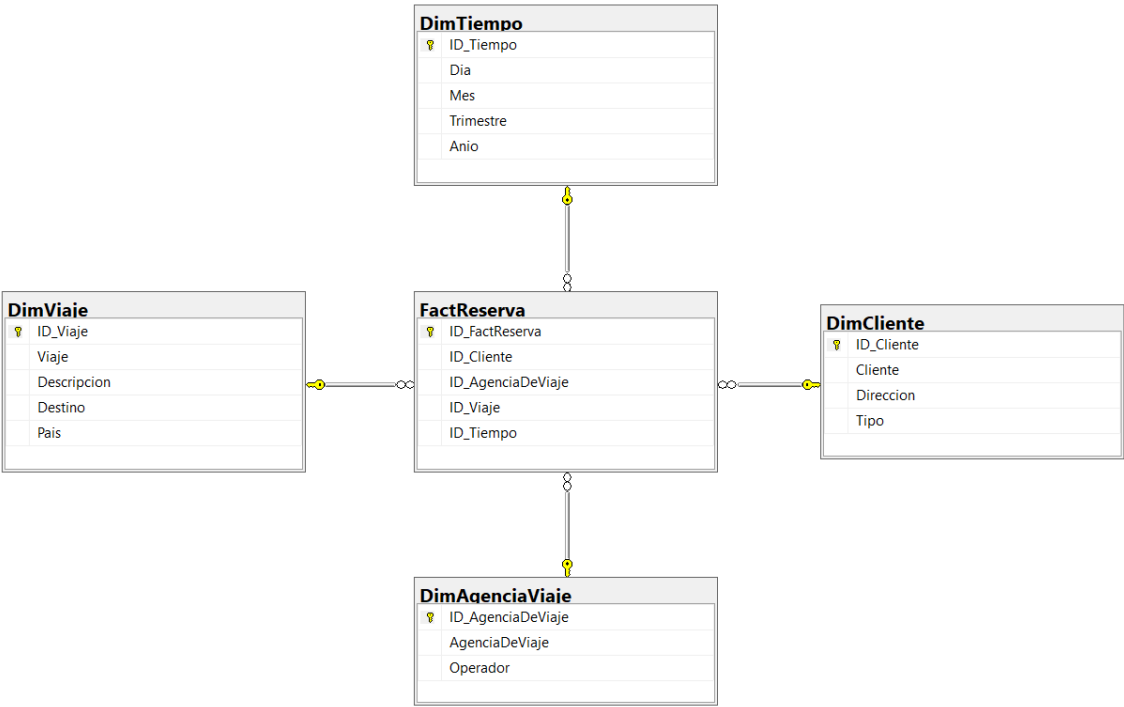 DimTiempo
ID_Tiempo
Dia
Mes
Trimestre
Anio
DimViaje
ID_Viaje
Viaje
Descripcion
Destino
Pais
FactReserva
ID_FactReserva
ID_Cliente
ID_AgenciaDeViaje
ID_Viaje
ID_Tiempo
DimCliente
ID_Cliente
Cliente
Direccion
Tipo
DimAgenciaViaje
ID_AgenciaDeViaje
AgenciaDeViaje
Operador